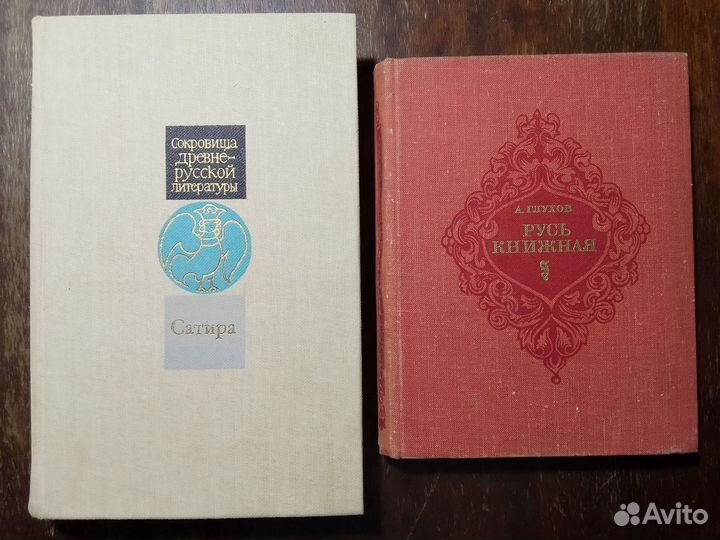 Сокровища
древне-
русской
литературы
Сатира
А. ГЛУХОВ
РУСЬ
КНИЖНАЯ
Avito